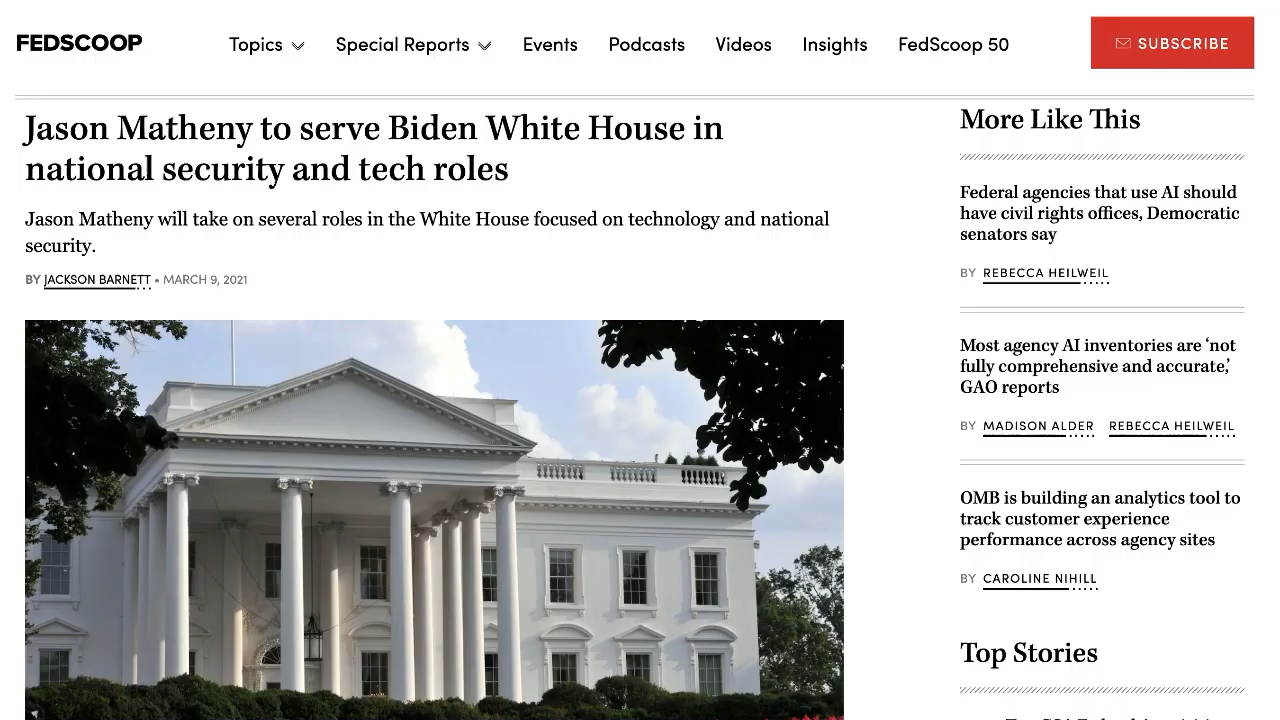 FEDSCOOP
Topics
Special Reports
Events
Podcasts
Videos
Insights
FedScoop 50
SUBSCRIBE
Jason Matheny to serve Biden White House in
national security and tech roles
Jason Matheny will take on several roles in the White House focused on technology and national
security.
BY JACKSON BARNETT • MARCH 9, 2021
More Like This
Federal agencies that use AI should
have civil rights offices, Democratic
senators say
BY REBECCA HEILWEIL
Most agency AI inventories are ‘not
fully comprehensive and accurate,’
GAO reports
BY MADISON ALDER REBECCA HEILWEIL
OMB is building an analytics tool to
track customer experience
performance across agency sites
BY CAROLINE NIHILL
Top Stories